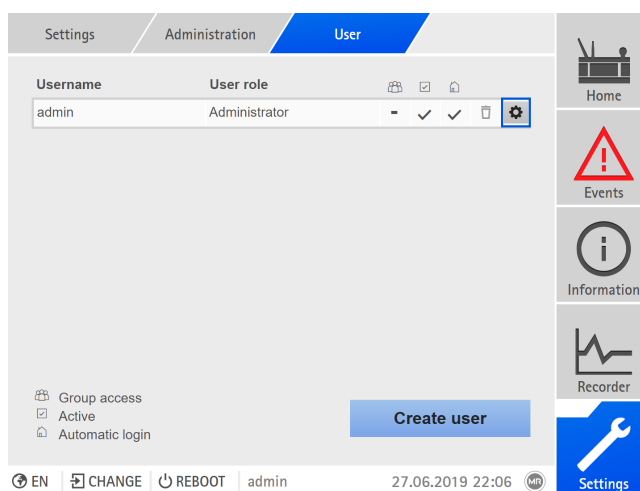 Settings Administration User
Home
Username User role
admin Administrator
Events
Information
Recorder
Group access
Active
Automatic login
Create user
EN CHANGE REBOOT admin 27.06.2019 22:06 MR
Settings